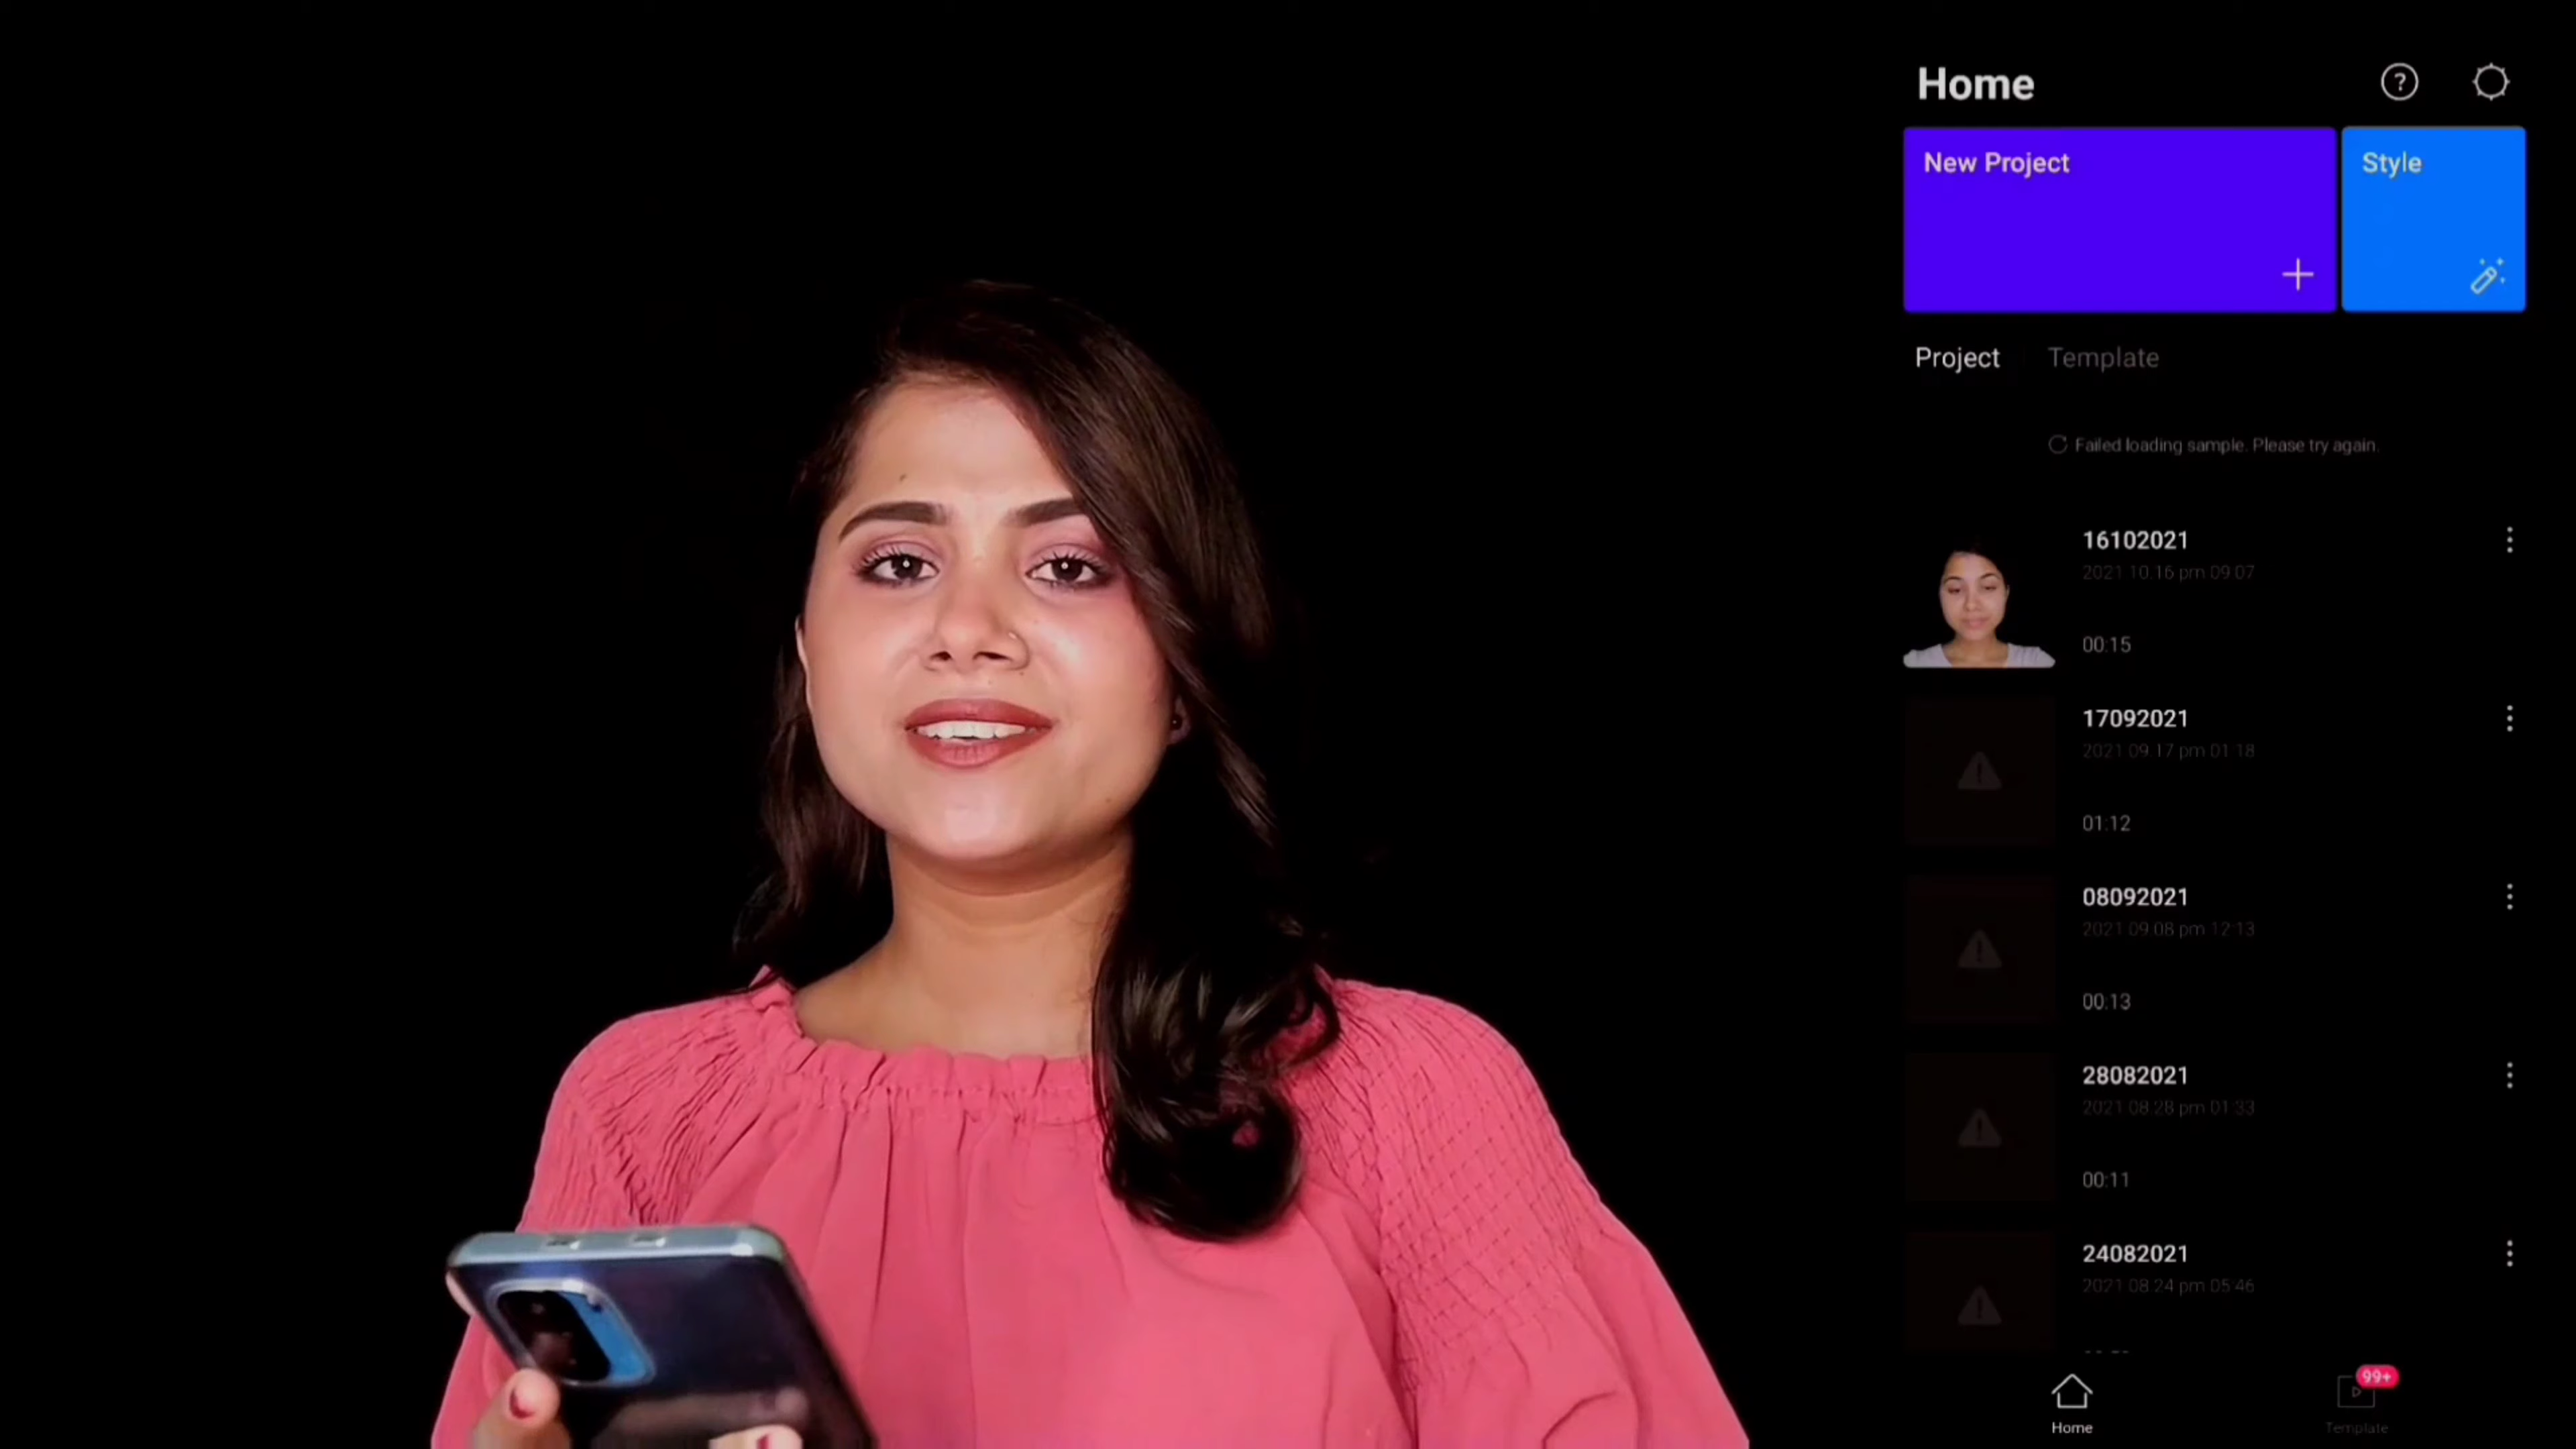 Home
New Project
Style
Project
Template
Failed loading sample. Please try again.
16102021
2021.10.16 pm 09:07
00:15
17092021
2021.09.17 pm 01:18
01:12
08092021
2021.09.08 pm 12:13
00:13
28082021
2021.08.28 pm 01:33
00:11
24082021
2021.08.24 pm 05:46
99+
Home
Template